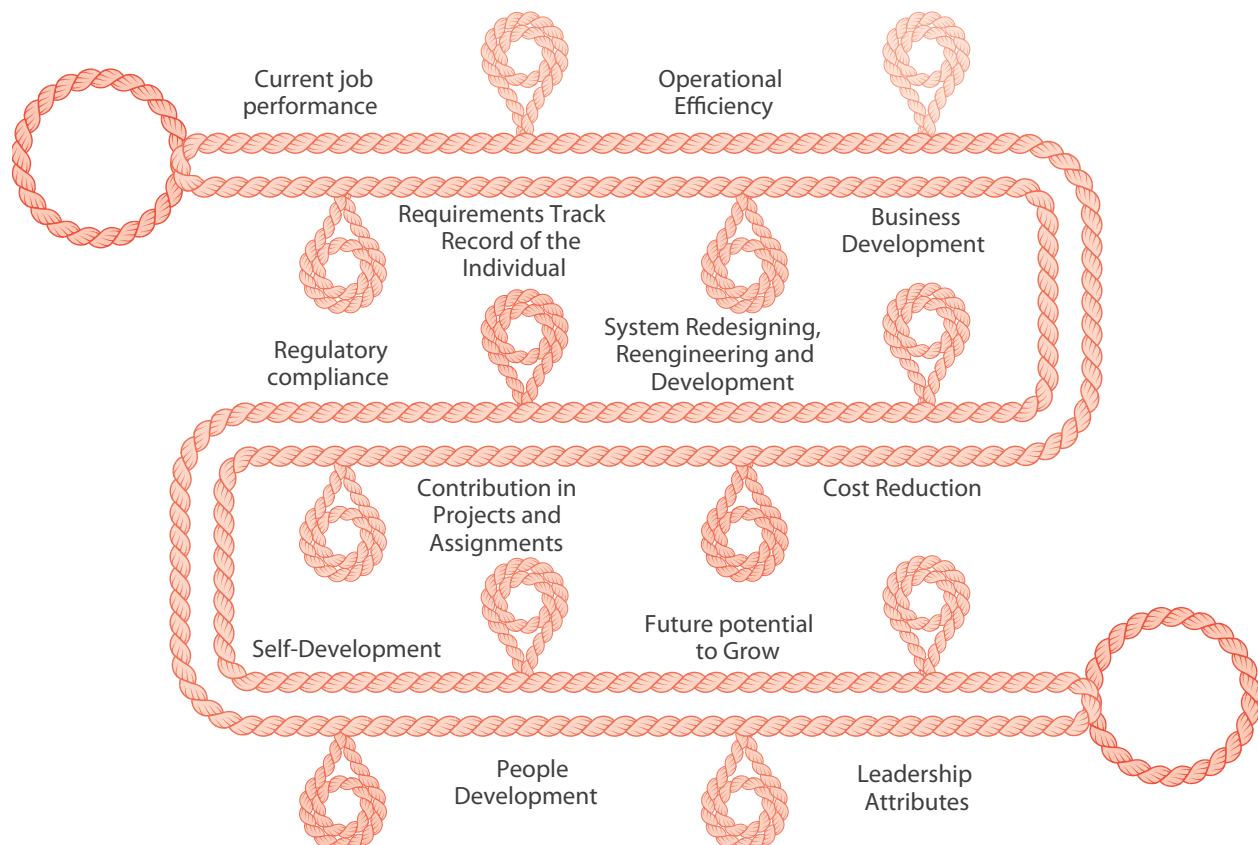 Current job
performance
Operational
Efficiency
Requirements Track
Record of the
Individual
Business
Development
Regulatory
compliance
System Redesigning,
Reengineering and
Development
Contribution in
Projects and
Assignments
Cost Reduction
Self-Development
Future potential
to Grow
People
Development
Leadership
Attributes